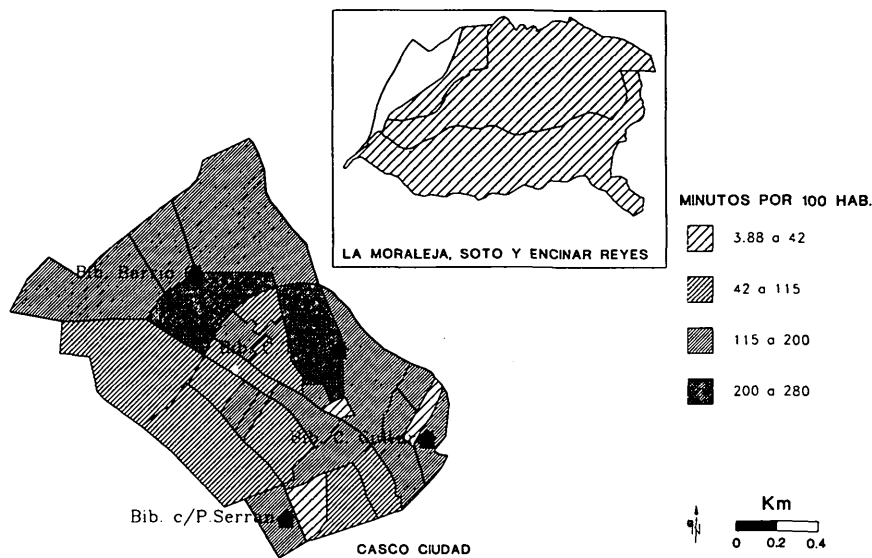 LA MORALEJA, SOTO Y ENCINAR REYES
MINUTOS POR 100 HAB.
3.88 a 42
42 a 115
115 a 200
200 a 280
Bib. Barrio
Bib. C.
Bib. c/P.Serran
CASCO CIUDAD
N
Km
0 0.2 0.4